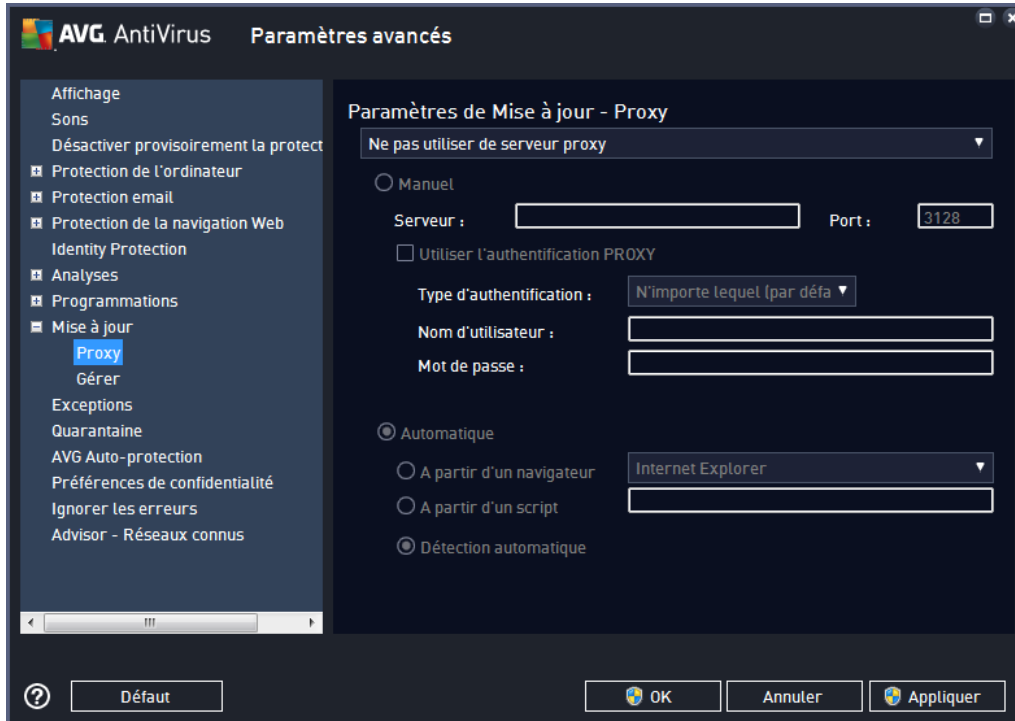 AVG AntiVirus Paramètres avancés
Affichage
Sons
Désactiver provisoirement la protect
Protection de l'ordinateur
Protection email
Protection de la navigation Web
Identity Protection
Analyses
Programmations
Mise à jour
Proxy
Gérer
Exceptions
Quarantaine
AVG Auto-protection
Préférences de confidentialité
Ignorer les erreurs
Advisor - Réseaux connus
Paramètres de Mise à jour - Proxy
Ne pas utiliser de serveur proxy
Manuel
Serveur : Port : 3128
Utiliser l'authentification PROXY
Type d'authentification : N'importe lequel (par défa
Nom d'utilisateur :
Mot de passe :
Automatique
A partir d'un navigateur Internet Explorer
A partir d'un script
Détection automatique
? Défaut OK Annuler Appliquer